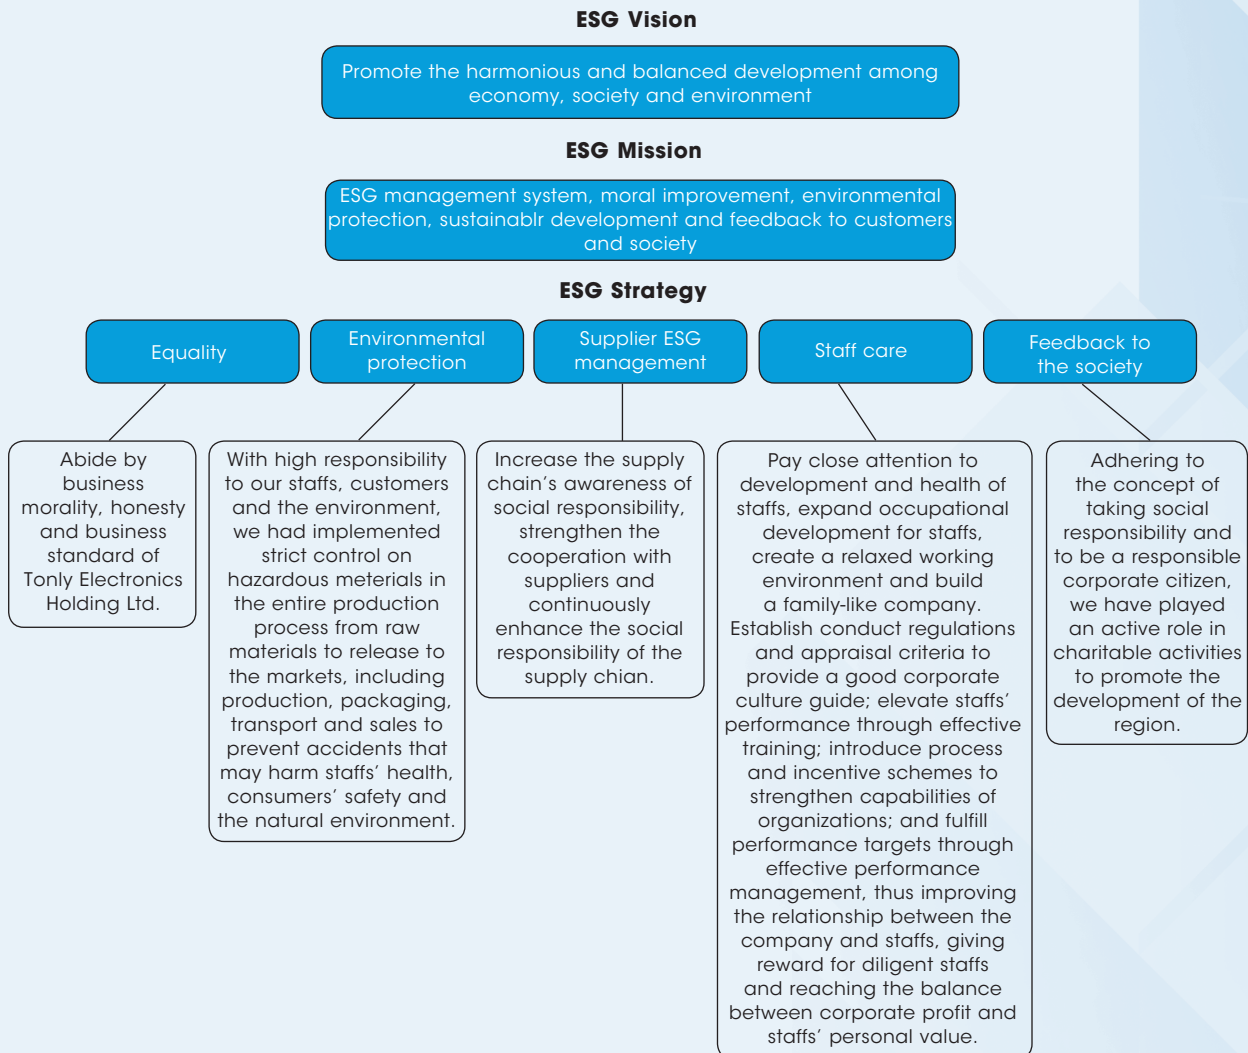 ESG Vision
Promote the harmonious and balanced development among
economy, society and environment
ESG Mission
ESG management system, moral improvement, environmental
protection, sustainablr development and feedback to customers
and society
ESG Strategy
Equality
Environmental
protection
Supplier ESG
management
Staff care
Feedback to
the society
Abide by
business
morality, honesty
and business
standard of
Tonly Electronics
Holding Ltd.
With high responsibility
to our staffs, customers
and the environment,
we had implemented
strict control on
hazardous meterials in
the entire production
process from raw
materials to release to
the markets, including
production, packaging,
transport and sales to
prevent accidents that
may harm staffs’ health,
consumers’ safety and
the natural environment.
Increase the supply
chain’s awareness of
social responsibility,
strengthen the
cooperation with
suppliers and
continuously
enhance the social
responsibility of the
supply chian.
Pay close attention to
development and health of
staffs, expand occupational
development for staffs,
create a relaxed working
environment and build
a family-like company.
Establish conduct regulations
and appraisal criteria to
provide a good corporate
culture guide; elevate staffs’
performance through effective
training; introduce process
and incentive schemes to
strengthen capabilities of
organizations; and fulfill
performance targets through
effective performance
management, thus improving
the relationship between the
company and staffs, giving
reward for diligent staffs
and reaching the balance
between corporate profit and
staffs’ personal value.
Adhering to
the concept of
taking social
responsibility and
to be a responsible
corporate citizen,
we have played
an active role in
charitable activities
to promote the
development of the
region.